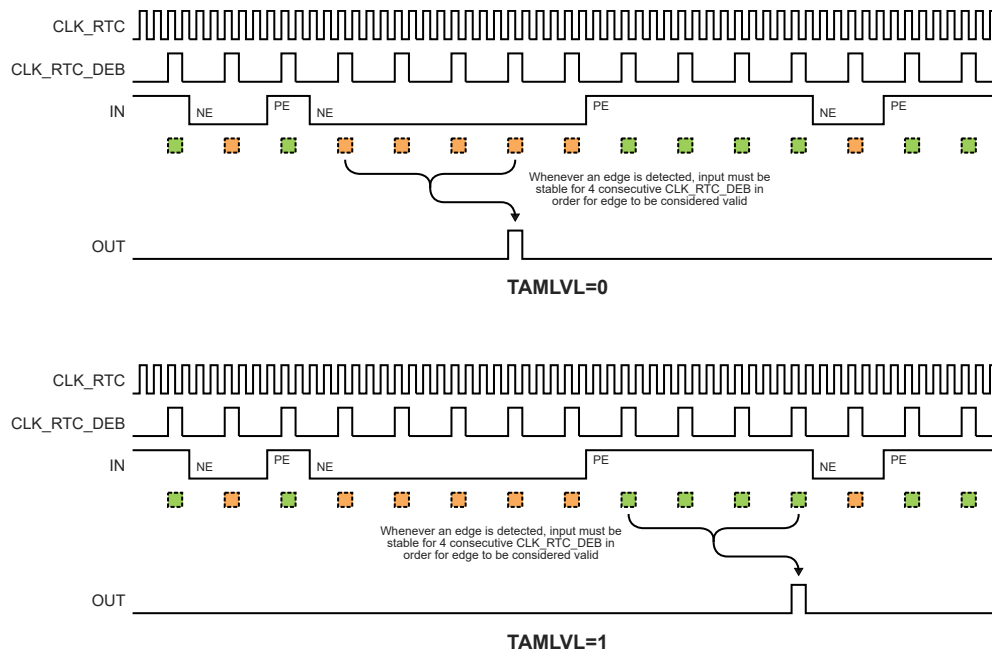 CLK_RTC
CLK_RTC_DEB
IN
NE
PE
NE
PE
NE
PE
Whenever an edge is detected, input must be
stable for 4 consecutive CLK_RTC_DEB in
order for edge to be considered valid
OUT
TAMLVL=0
CLK_RTC
CLK_RTC_DEB
IN
NE
PE
NE
PE
NE
PE
Whenever an edge is detected, input must be
stable for 4 consecutive CLK_RTC_DEB in
order for edge to be considered valid
OUT
TAMLVL=1